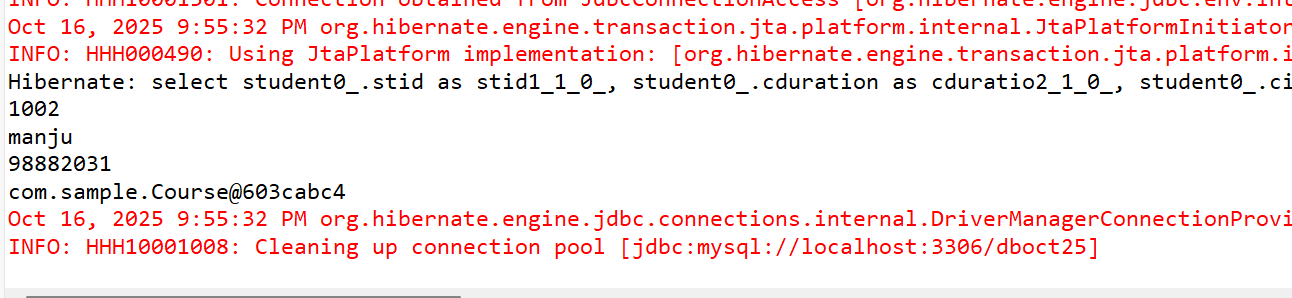 INFO: HHH10001501: Connection obtained from JdbcConnectionAccess [org.hibernate.engine.jdbc.env.int
Oct 16, 2025 9:55:32 PM org.hibernate.engine.transaction.jta.platform.internal.JtaPlatformInitiator
INFO: HHH000490: Using JtaPlatform implementation: [org.hibernate.engine.transaction.jta.platform.i
Hibernate: select student0_.stid as stid1_1_0_, student0_.cduration as cduratio2_1_0_, student0_.ci
1002
manju
98882031
com.sample.Course@603cabc4
Oct 16, 2025 9:55:32 PM org.hibernate.engine.jdbc.connections.internal.DriverManagerConnectionProvi
INFO: HHH10001008: Cleaning up connection pool [jdbc:mysql://localhost:3306/dboct25]